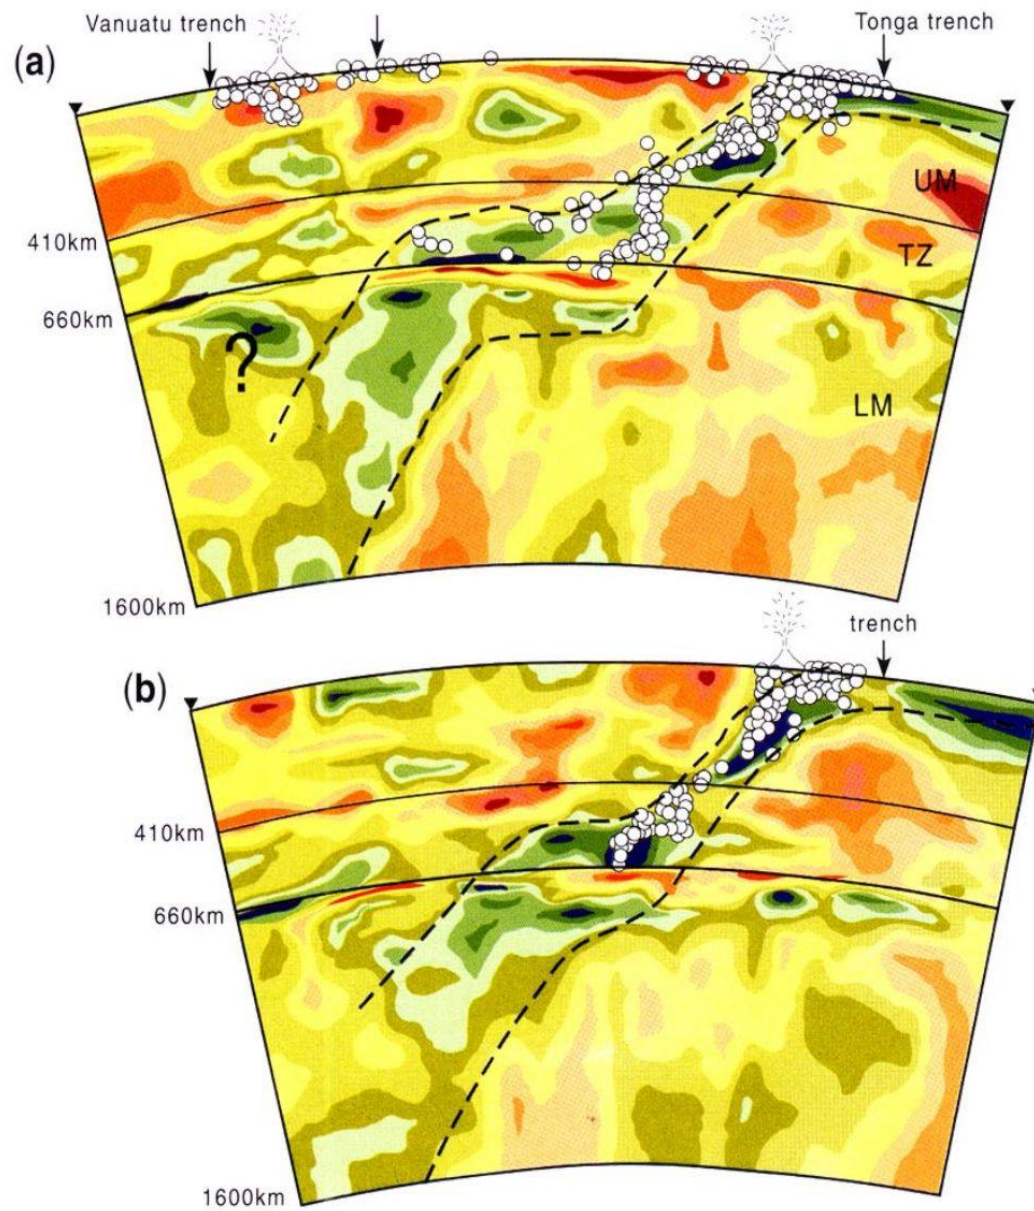 Vanuatu trench
Tonga trench
(a)
UM
410km
TZ
660km
?
LM
1600km
trench
(b)
410km
660km
1600km